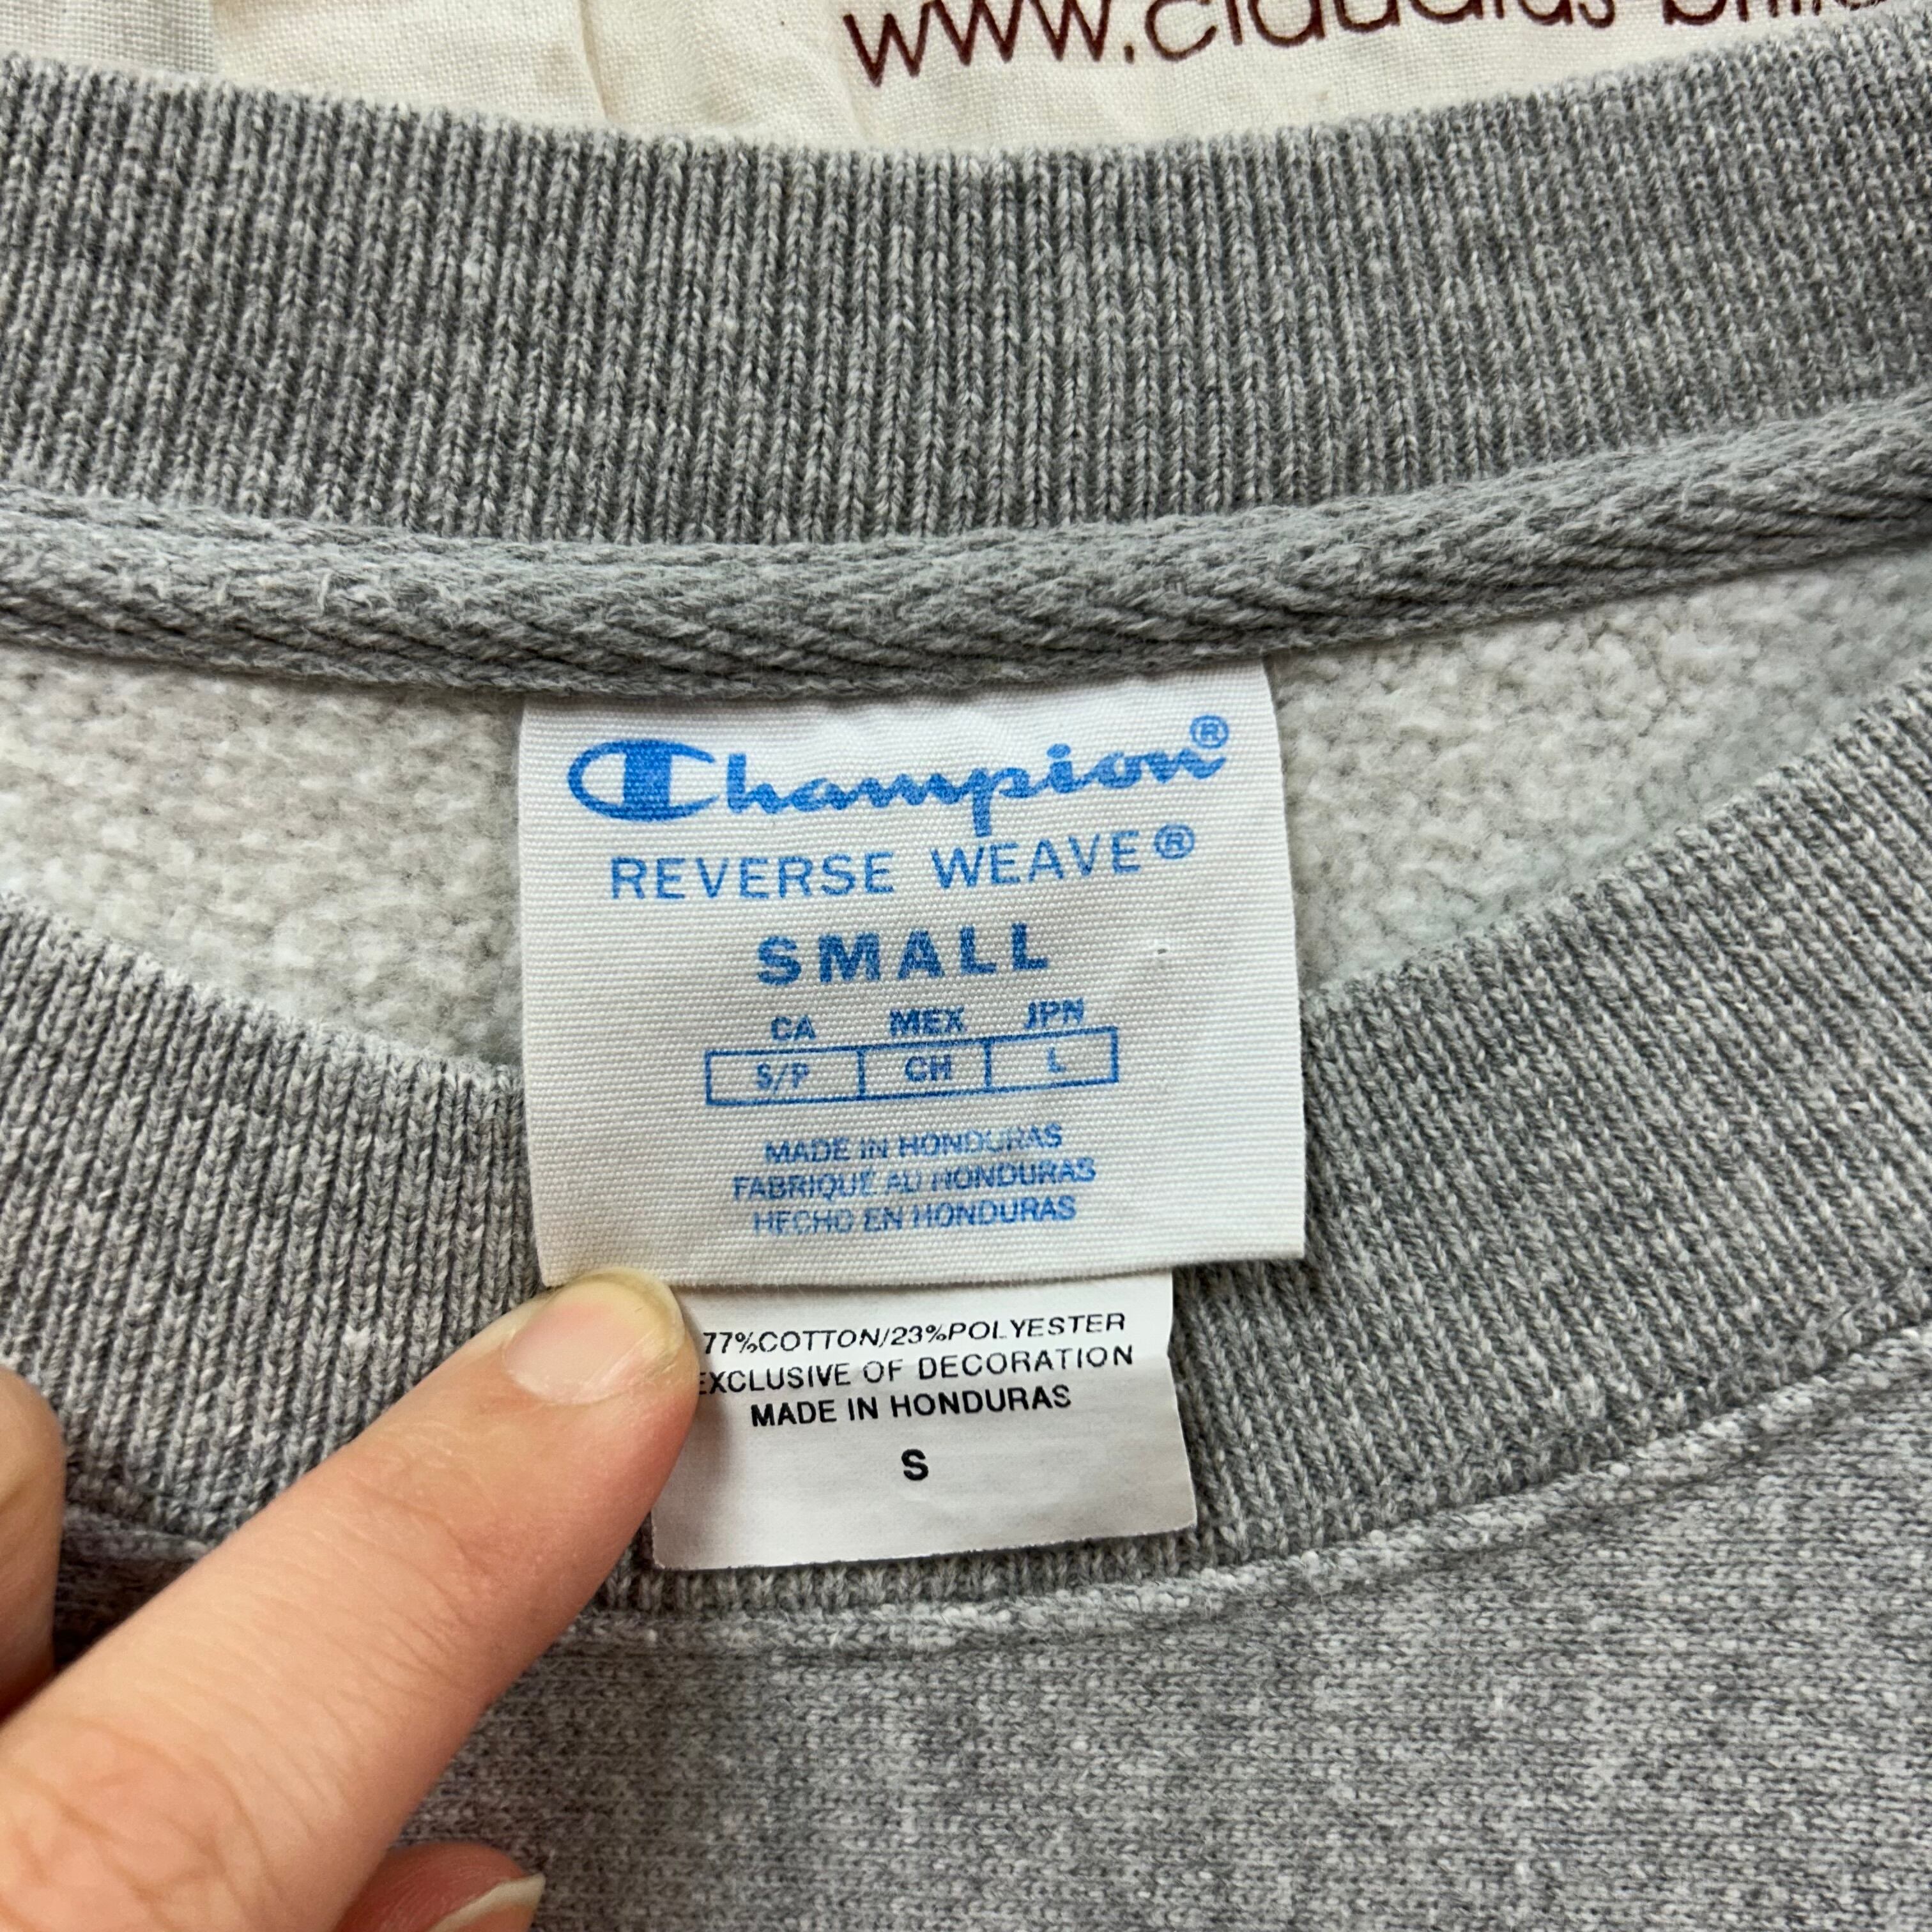 Champion®
REVERSE WEAVE®
SMALL
CA MEX JPN
S/P CH L
MADE IN HONDURAS
FABRIQUÉ AU HONDURAS
HECHO EN HONDURAS
77%COTTON/23%POLYESTER
EXCLUSIVE OF DECORATION
MADE IN HONDURAS
S